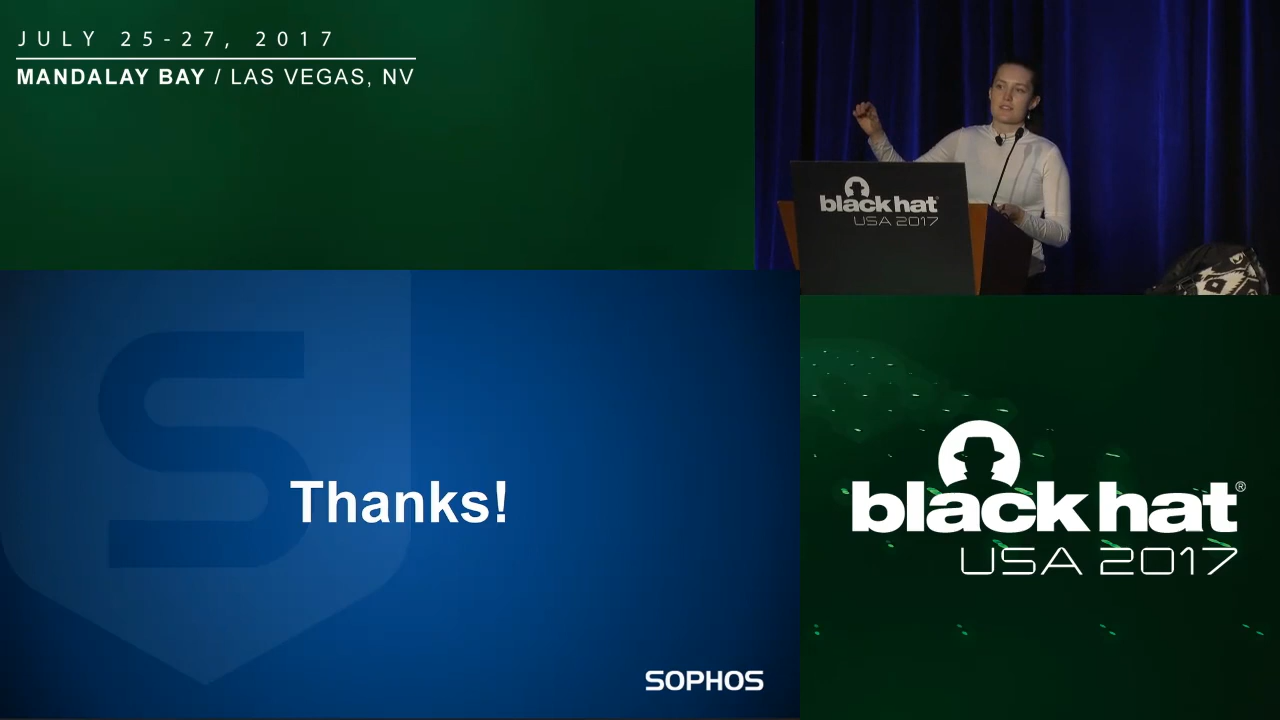 JULY 25-27, 2017
MANDALAY BAY / LAS VEGAS, NV
black hat
USA 2017
Thanks!
SOPHOS
black hat®
USA 2017